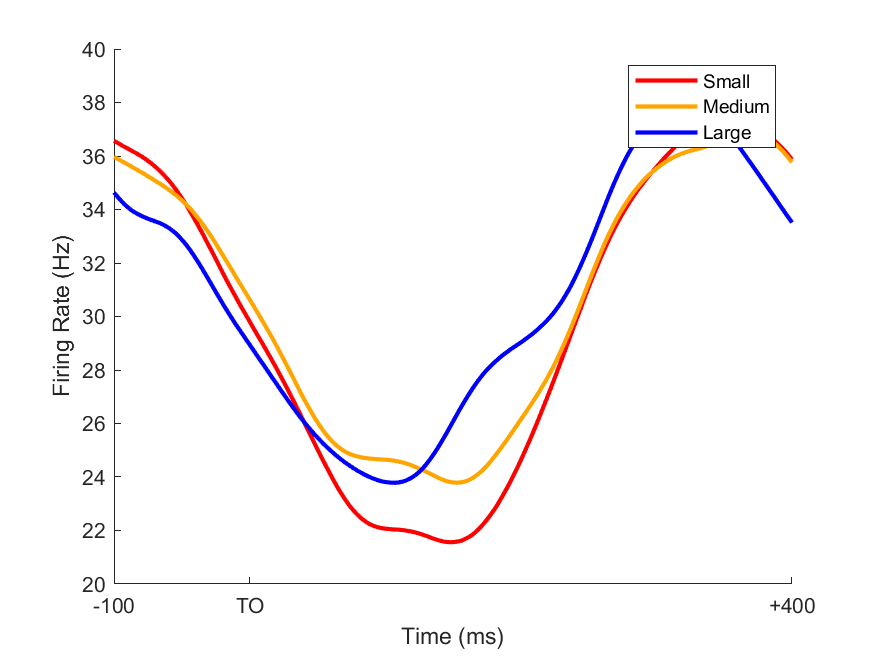 40
38
36
34
32
30
28
26
24
22
20
Firing Rate (Hz)
Small
Medium
Large
-100 TO +400
Time (ms)